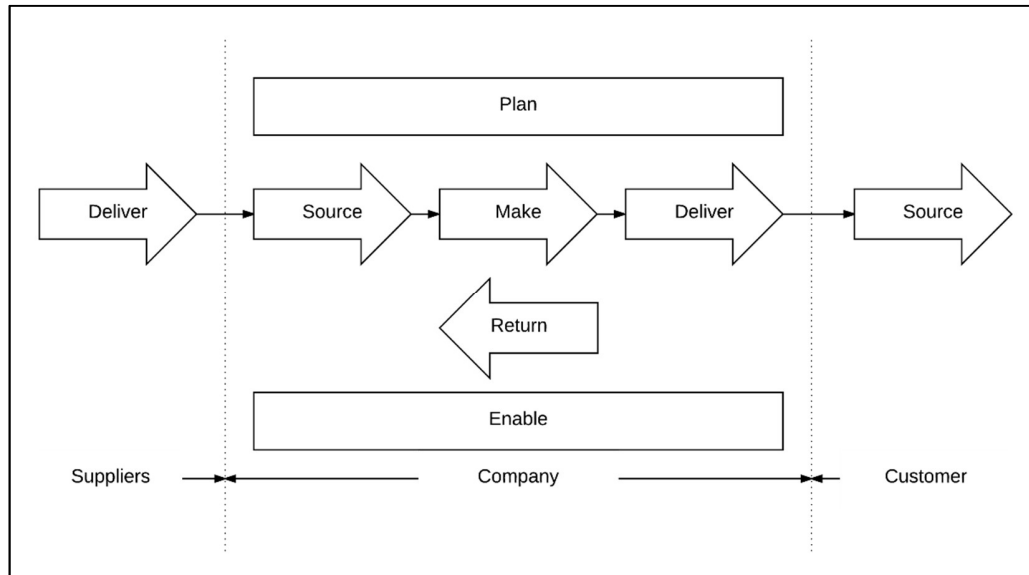 Plan
Deliver
Source
Make
Deliver
Source
Return
Enable
Suppliers
Company
Customer